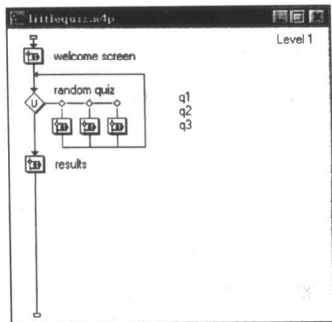 littlequiz.a4p
Level 1
welcome screen
random quiz
U
q1
q2
q3
results